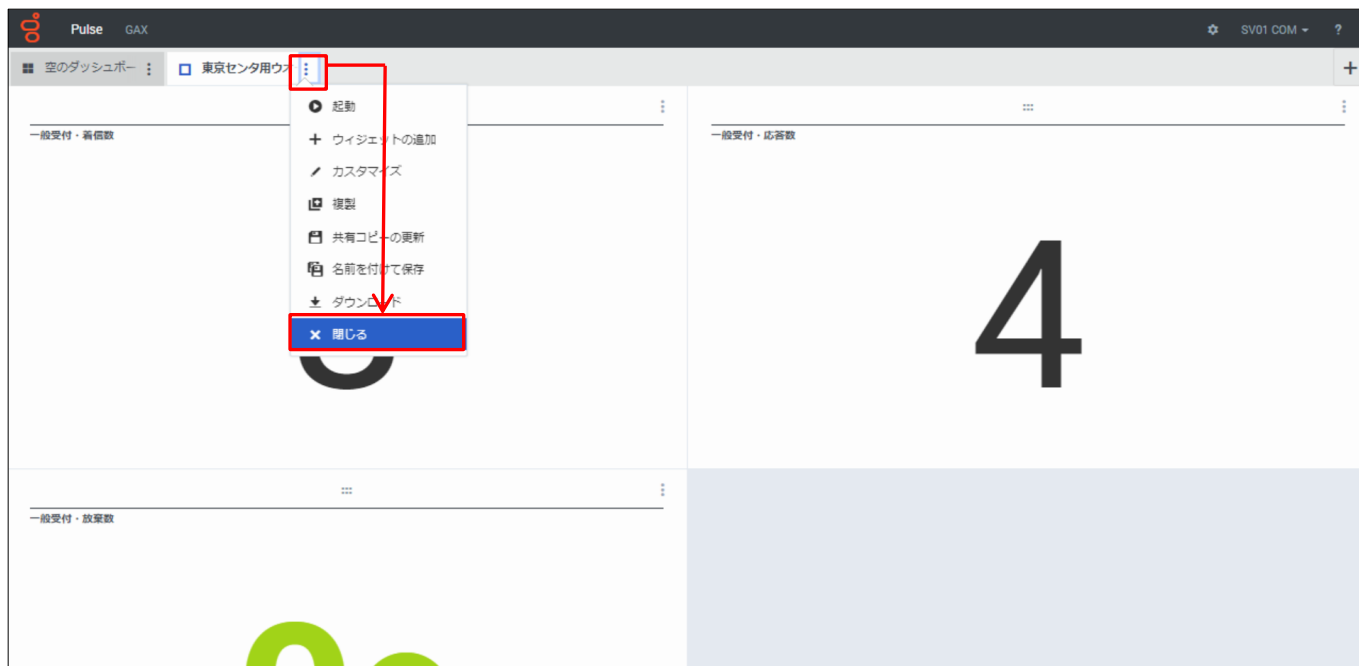 Pulse GAX SV01 COM ?
空のダッシュボー 東京センタ用ウオ +
起動
一般受付・着信数
ウィジェットの追加
一般受付・応答数
カスタマイズ
複製
共有コピーの更新
名前を付けて保存
ダウンロード
閉じる
4
一般受付・放棄数